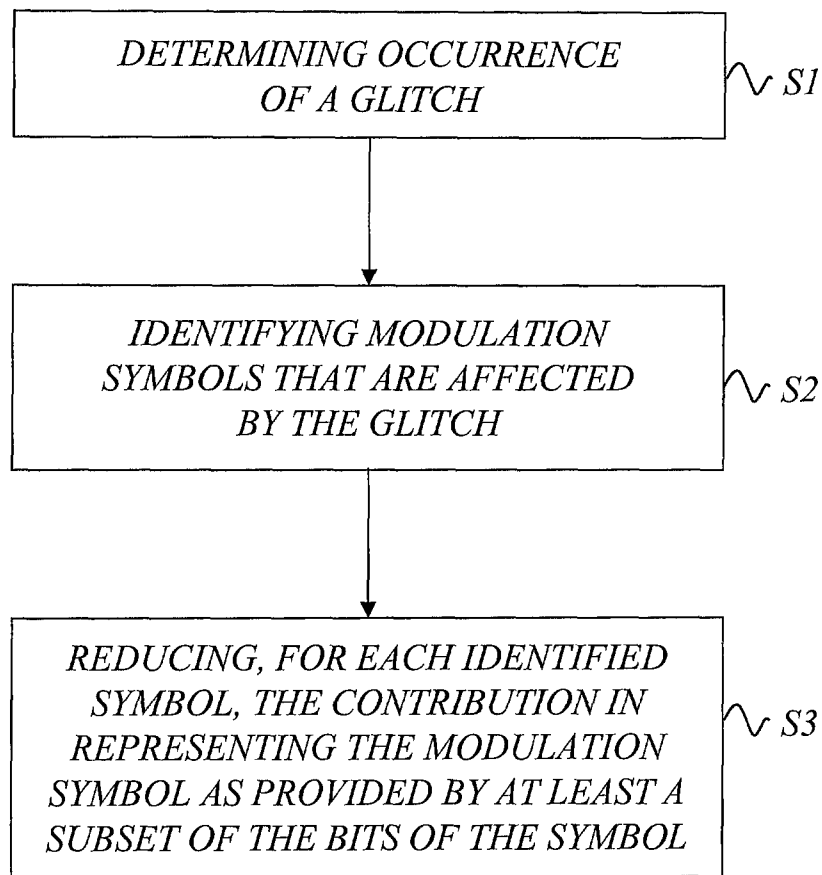 DETERMINING OCCURRENCE
OF A GLITCH
S1
IDENTIFYING MODULATION
SYMBOLS THAT ARE AFFECTED
BY THE GLITCH
S2
REDUCING, FOR EACH IDENTIFIED
SYMBOL, THE CONTRIBUTION IN
REPRESENTING THE MODULATION
SYMBOL AS PROVIDED BY AT LEAST A
SUBSET OF THE BITS OF THE SYMBOL
S3